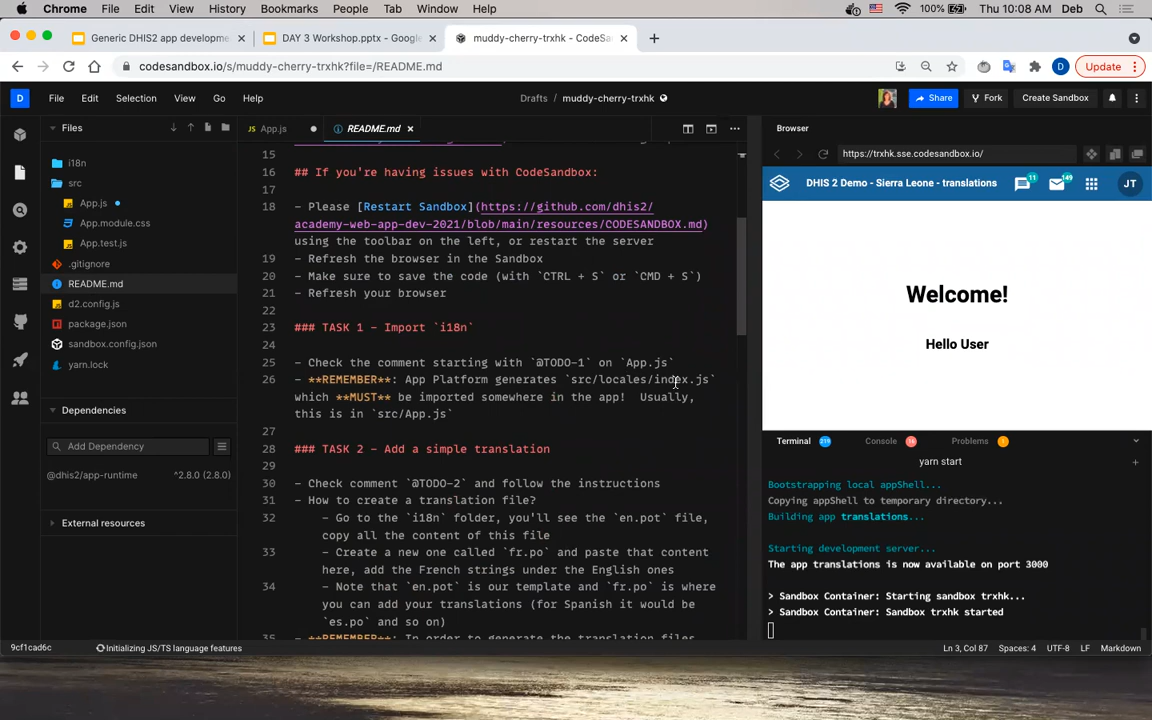 Chrome File Edit View History Bookmarks People Tab Window Help 100% Thu 10:08 AM Deb
Generic DHIS2 app developme × DAY 3 Workshop.pptx - Google × muddy-cherry-trxhk - CodeSa × +
codesandbox.io/s/muddy-cherry-trxhk?file=/README.md D Update
D File Edit Selection View Go Help Drafts / muddy-cherry-trxhk Share Fork Create Sandbox
Files
i18n
src
App.js
App.module.css
App.test.js
.gitignore
README.md
d2.config.js
package.json
sandbox.config.json
yarn.lock
Dependencies
Add Dependency
@dhis2/app-runtime ^2.8.0 (2.8.0)
External resources
App.js README.md ×
15
16 ## If you're having issues with CodeSandbox:
17
18 - Please [Restart Sandbox](https://github.com/dhis2/
academy-web-app-dev-2021/blob/main/resources/CODESANDBOX.md)
using the toolbar on the left, or restart the server
19 - Refresh the browser in the Sandbox
20 - Make sure to save the code (with `CTRL + S` or `CMD + S`)
21 - Refresh your browser
22
23 ### TASK 1 - Import `i18n`
24
25 - Check the comment starting with `@TODO-1` on `App.js`
26 - **REMEMBER**: App Platform generates `src/locales/index.js`
which **MUST** be imported somewhere in the app!  Usually,
this is in `src/App.js`
27
28 ### TASK 2 - Add a simple translation
29
30 - Check comment `@TODO-2` and follow the instructions
31 - How to create a translation file?
32 - Go to the `i18n` folder, you'll see the `en.pot` file,
copy all the content of this file
33 - Create a new one called `fr.po` and paste that content
here, add the French strings under the English ones
34 - Note that `en.pot` is our template and `fr.po` is where
you can add your translations (for Spanish it would be
`es.po` and so on)
35 - **REMEMBER**: In order to generate the translation files
Browser
https://trxhk.sse.codesandbox.io/
DHIS 2 Demo - Sierra Leone - translations 11 149 JT
Welcome!
Hello User
Terminal 219 Console 16 Problems 1
yarn start +
Bootstrapping local appShell...
Copying appShell to temporary directory...
Building app translations...
Starting development server...
The app translations is now available on port 3000
> Sandbox Container: Starting sandbox trxhk...
> Sandbox Container: Sandbox trxhk started
9cf1cad6c Initializing JS/TS language features Ln 3, Col 87 Spaces: 4 UTF-8 LF Markdown